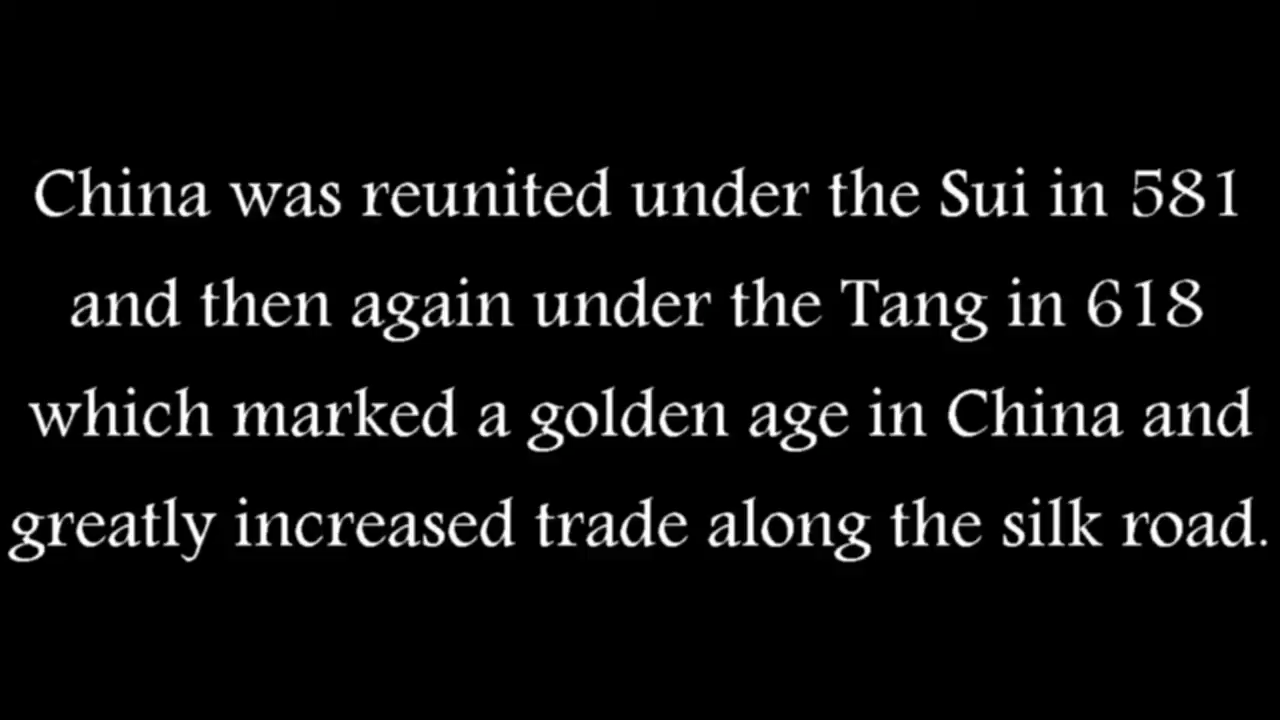 China was reunited under the Sui in 581
and then again under the Tang in 618
which marked a golden age in China and
greatly increased trade along the silk road.